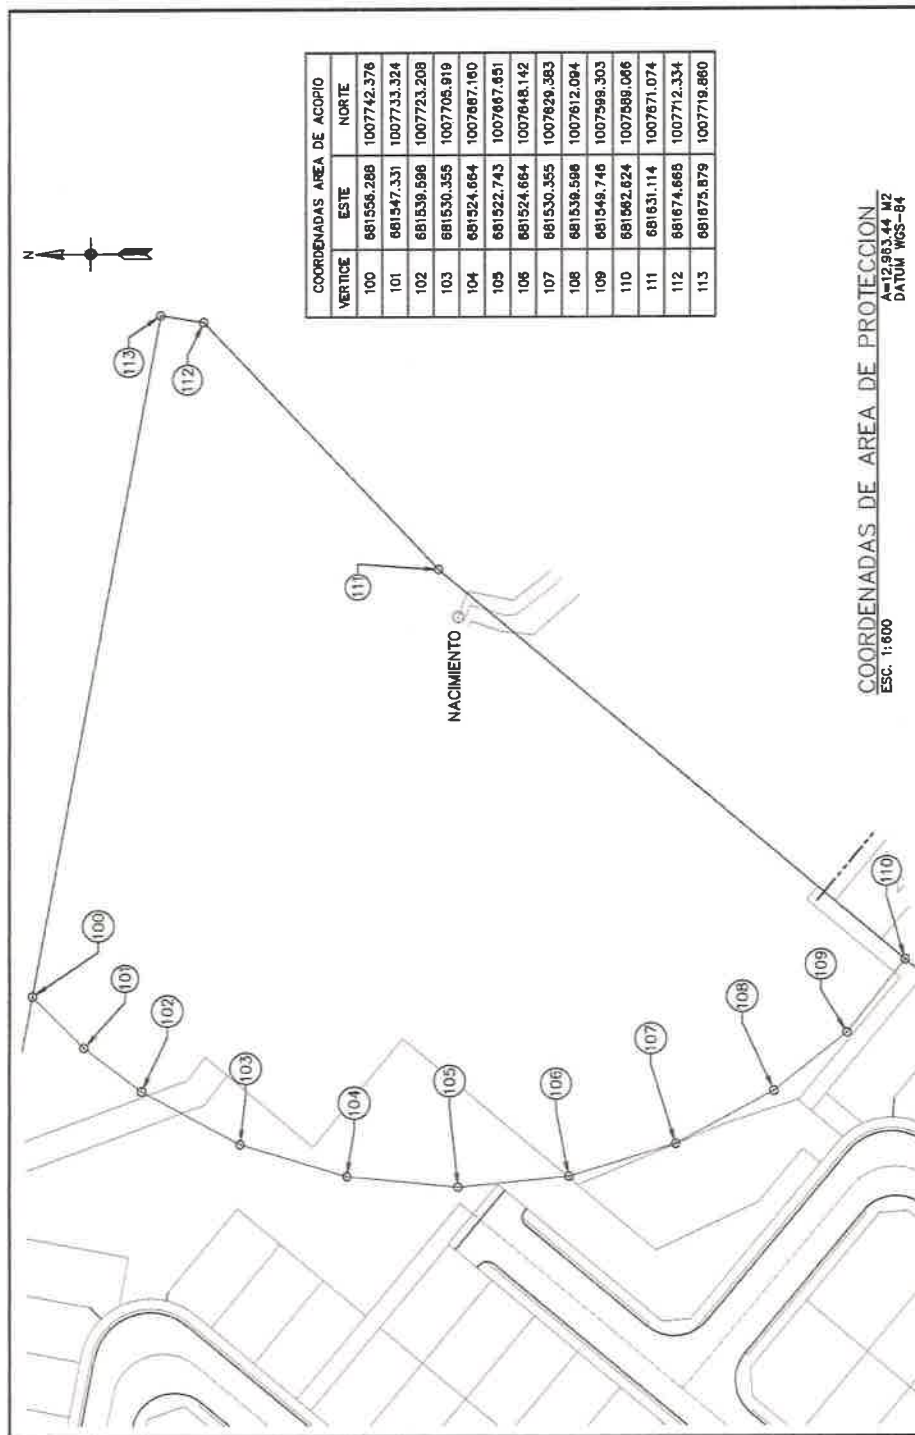 N
COORDENADAS AREA DE ACOPIO
VERTICE ESTE NORTE
100 681556.288 1007742.376
101 681547.331 1007733.324
102 681539.598 1007723.208
103 681530.355 1007705.919
104 681524.664 1007687.160
105 681522.743 1007667.651
106 681524.664 1007648.142
107 681530.355 1007629.383
108 681539.598 1007612.094
109 681549.746 1007599.303
110 681562.624 1007589.066
111 681631.114 1007671.074
112 681674.665 1007712.334
113 681675.879 1007719.860
113
112
111
NACIMIENTO
100
101
102
103
104
105
106
107
108
109
110
COORDENADAS DE AREA DE PROTECCION
ESC. 1:600
A=12,963.44 M2
DATUM WGS-84